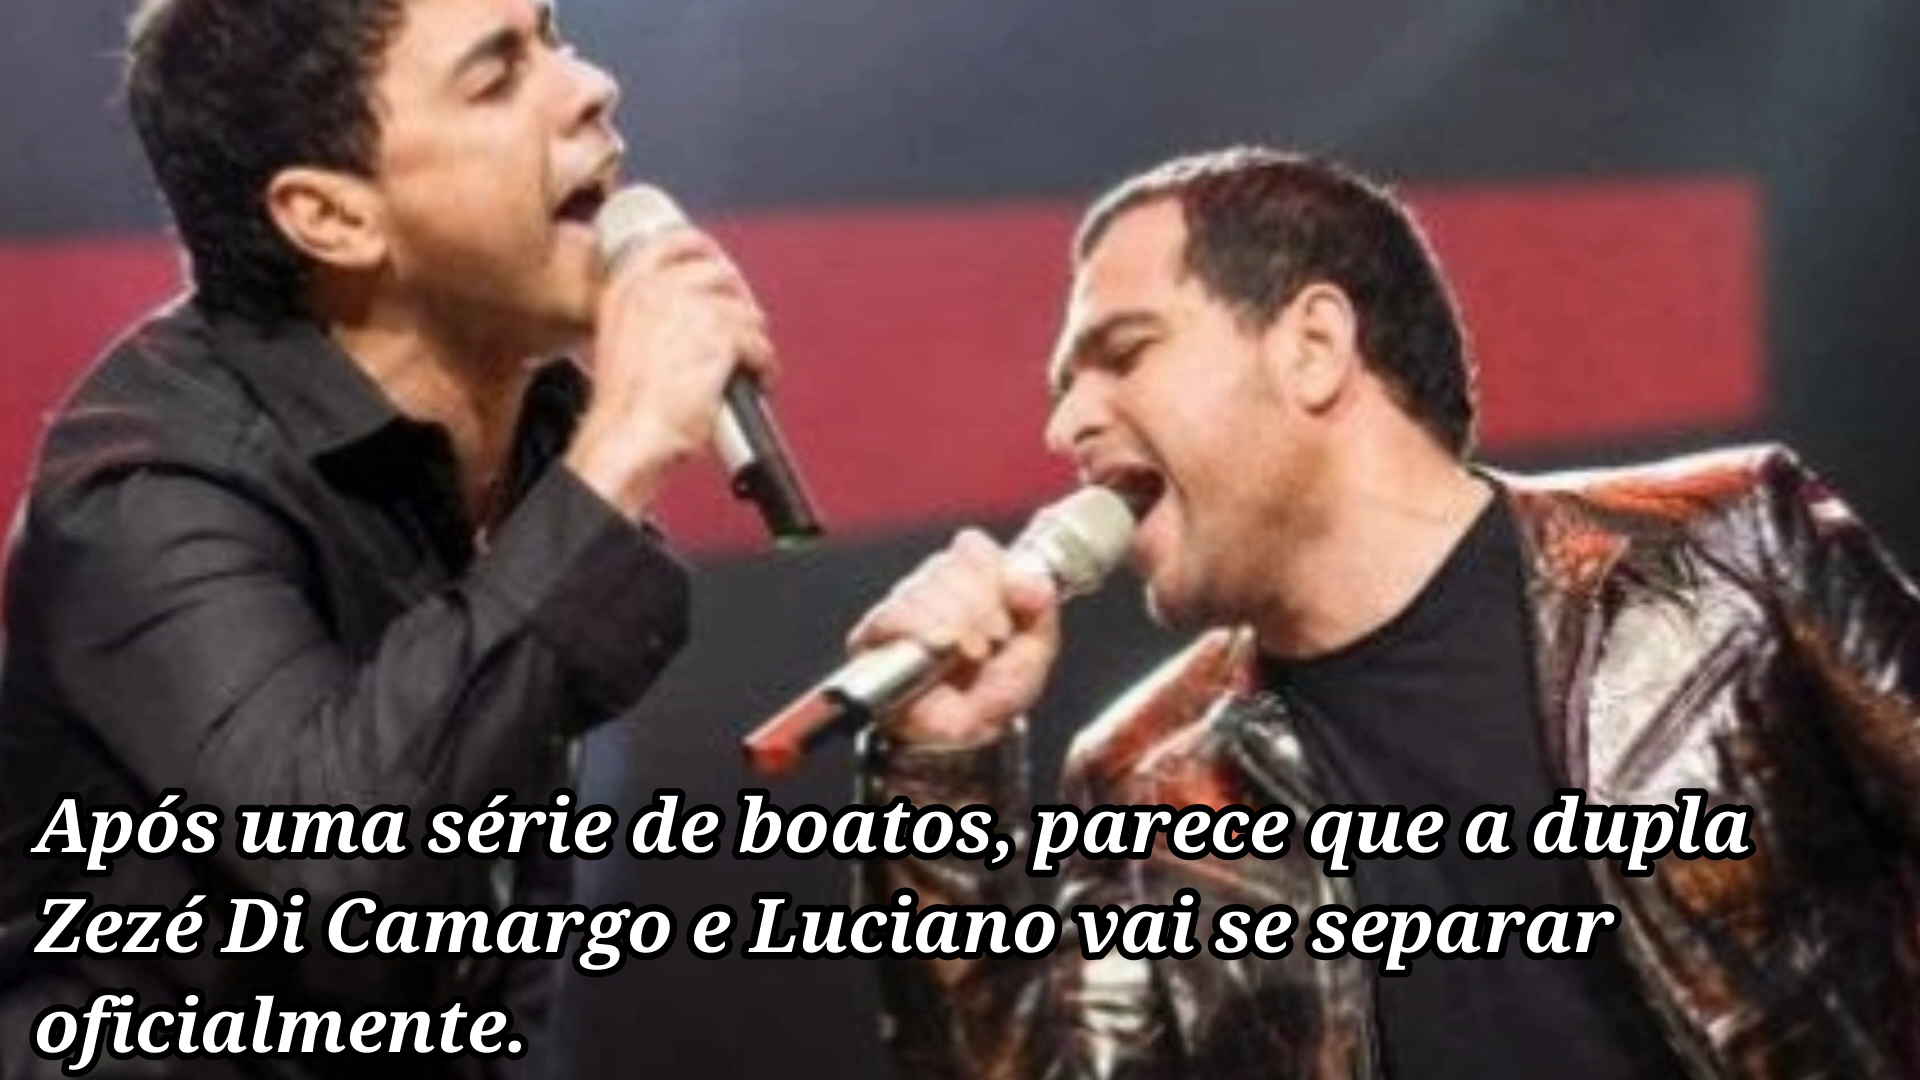 Após uma série de boatos, parece que a dupla
Zezé Di Camargo e Luciano vai se separar
oficialmente.